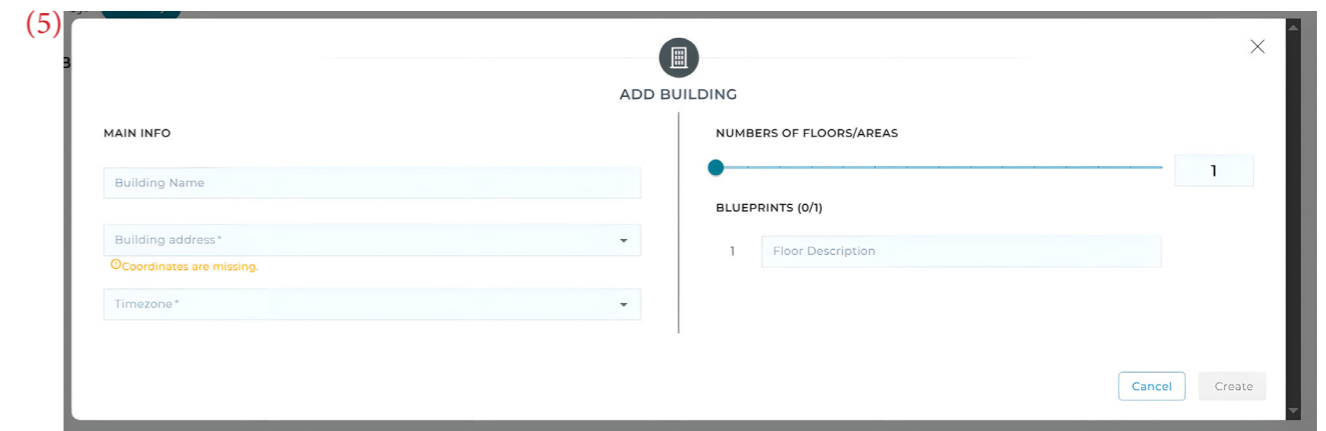 (5)
B
ADD BUILDING
MAIN INFO
Building Name
Building address*
Coordinates are missing.
Timezone*
NUMBERS OF FLOORS/AREAS
1
BLUEPRINTS (0/1)
1 Floor Description
Cancel Create